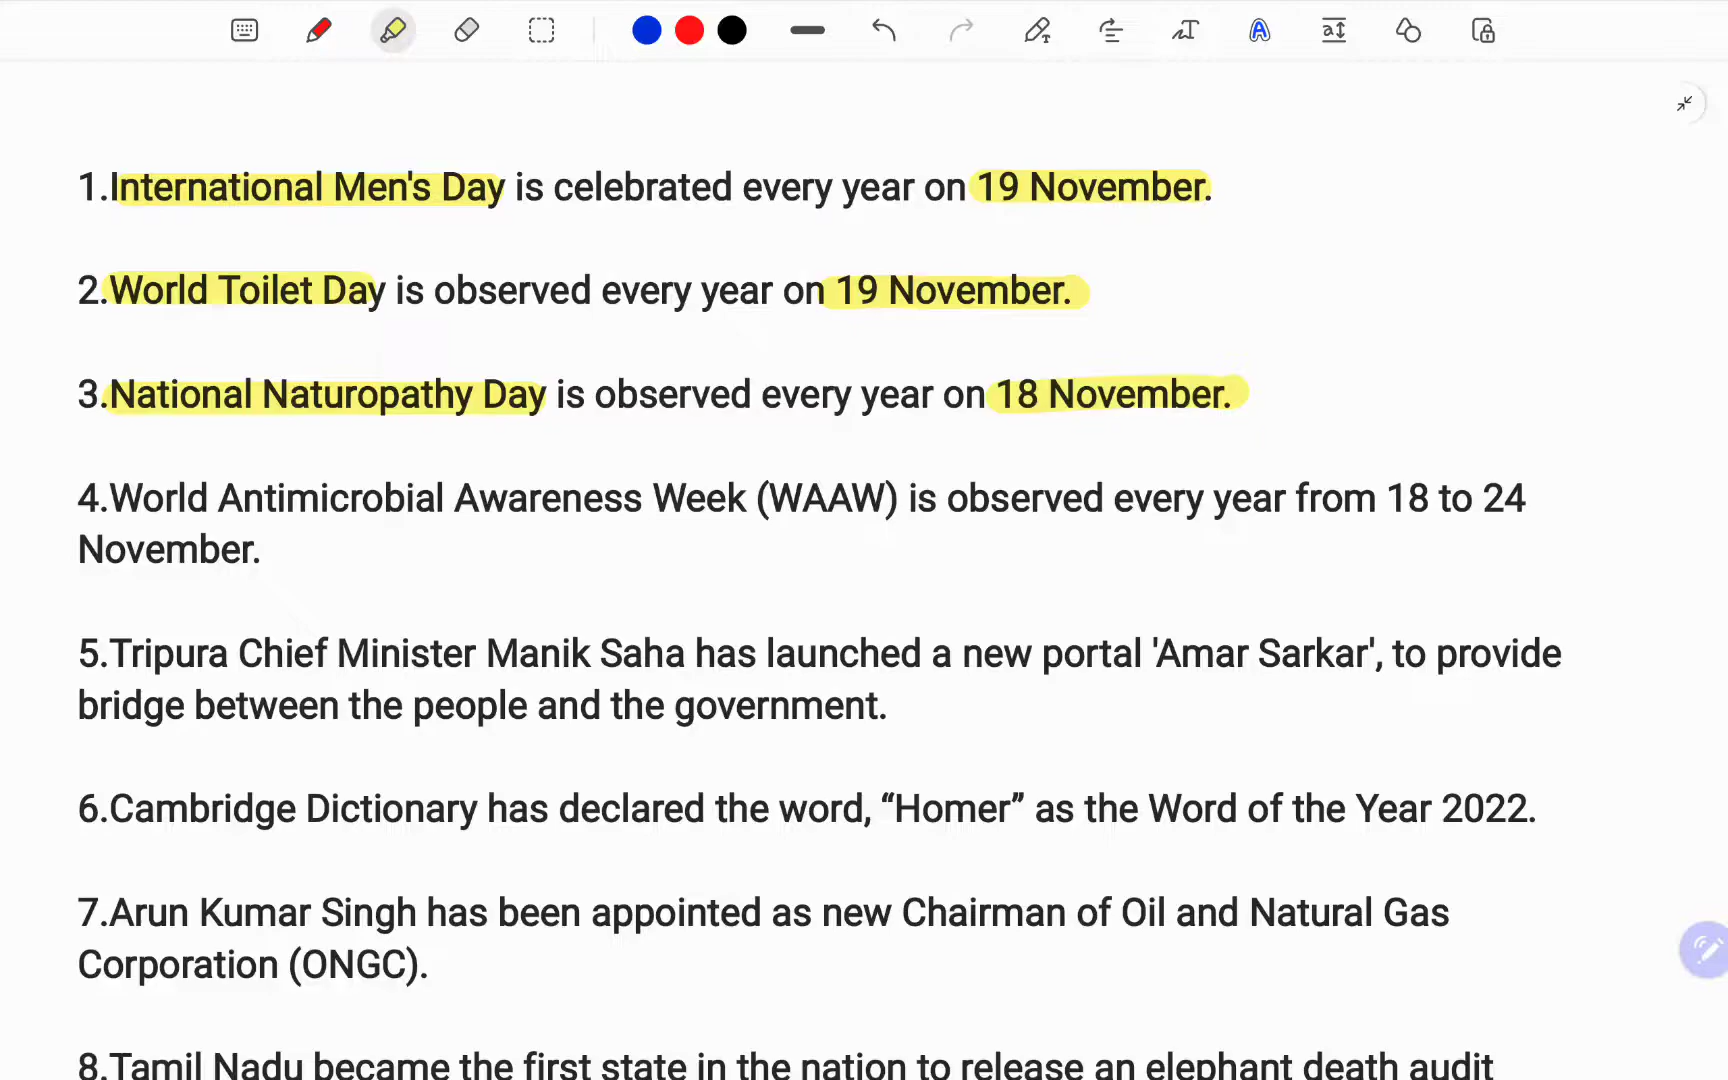 1.International Men's Day is celebrated every year on 19 November.
2.World Toilet Day is observed every year on 19 November.
3.National Naturopathy Day is observed every year on 18 November.
4.World Antimicrobial Awareness Week (WAAW) is observed every year from 18 to 24
November.
5.Tripura Chief Minister Manik Saha has launched a new portal 'Amar Sarkar', to provide
bridge between the people and the government.
6.Cambridge Dictionary has declared the word, “Homer” as the Word of the Year 2022.
7.Arun Kumar Singh has been appointed as new Chairman of Oil and Natural Gas
Corporation (ONGC).
8.Tamil Nadu became the first state in the nation to release an elephant death audit